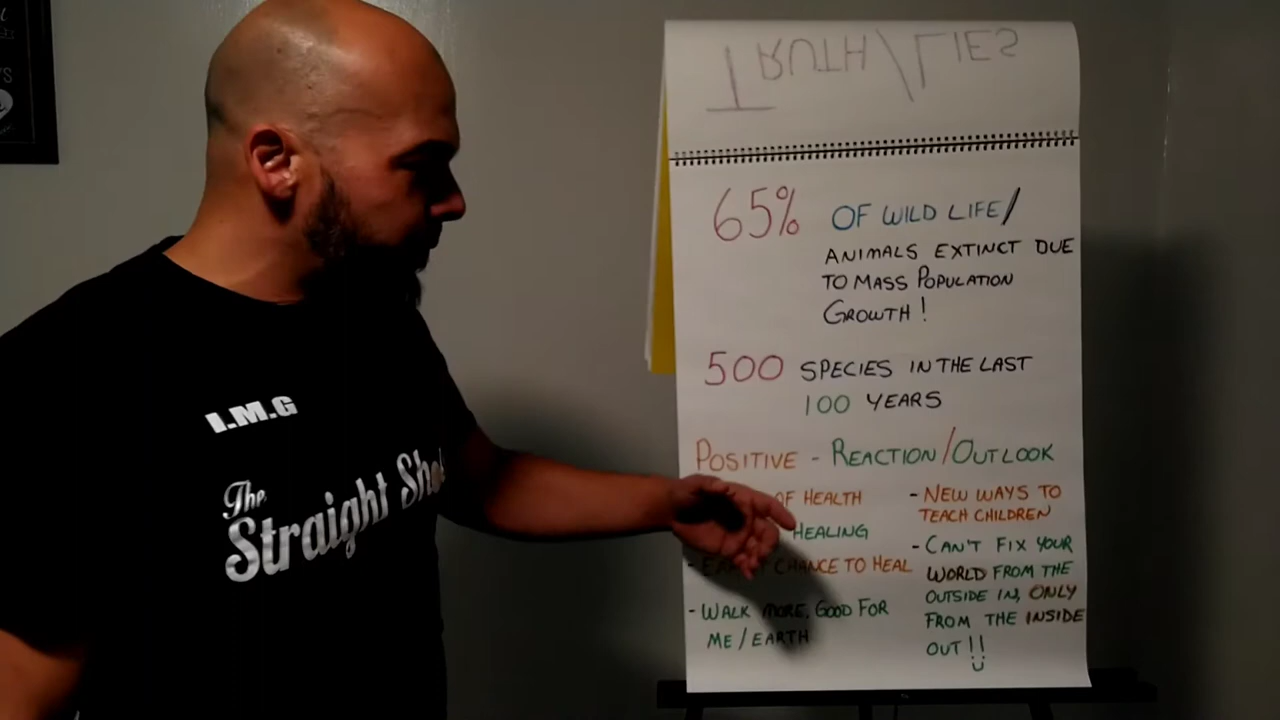 TRUTH/LIES
65% OF WILD LIFE/
ANIMALS EXTINCT DUE
TO MASS POPULATION
GROWTH!
500 SPECIES IN THE LAST
100 YEARS
POSITIVE - REACTION/OUTLOOK
OF HEALTH
HEALING
CHANCE TO HEAL
- WALK MORE, GOOD FOR
ME/EARTH
- NEW WAYS TO
TEACH CHILDREN
- CAN'T FIX YOUR
WORLD FROM THE
OUTSIDE IN, ONLY
FROM THE INSIDE
OUT!!
I.M.G
The
Straight